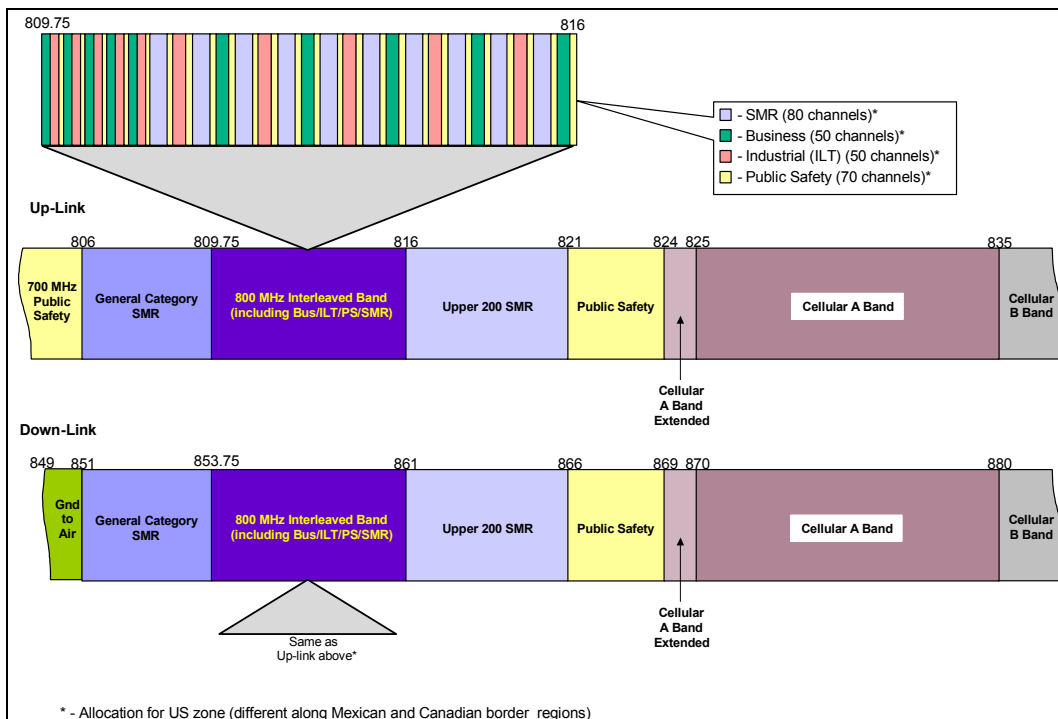 809.75 816
- SMR (80 channels)*
- Business (50 channels)*
- Industrial (ILT) (50 channels)*
- Public Safety (70 channels)*
Up-Link
806 809.75 816 821 824 825 835
700 MHz
Public
Safety
General Category
SMR
800 MHz Interleaved Band
(including Bus/ILT/PS/SMR)
Upper 200 SMR
Public Safety
Cellular A Band
Cellular
B Band
Cellular
A Band
Extended
Down-Link
849 851 853.75 861 866 869 870 880
Gnd
to
Air
General Category
SMR
800 MHz Interleaved Band
(including Bus/ILT/PS/SMR)
Upper 200 SMR
Public Safety
Cellular A Band
Cellular
B Band
Cellular
A Band
Extended
Same as
Up-link above*
* - Allocation for US zone (different along Mexican and Canadian border regions)